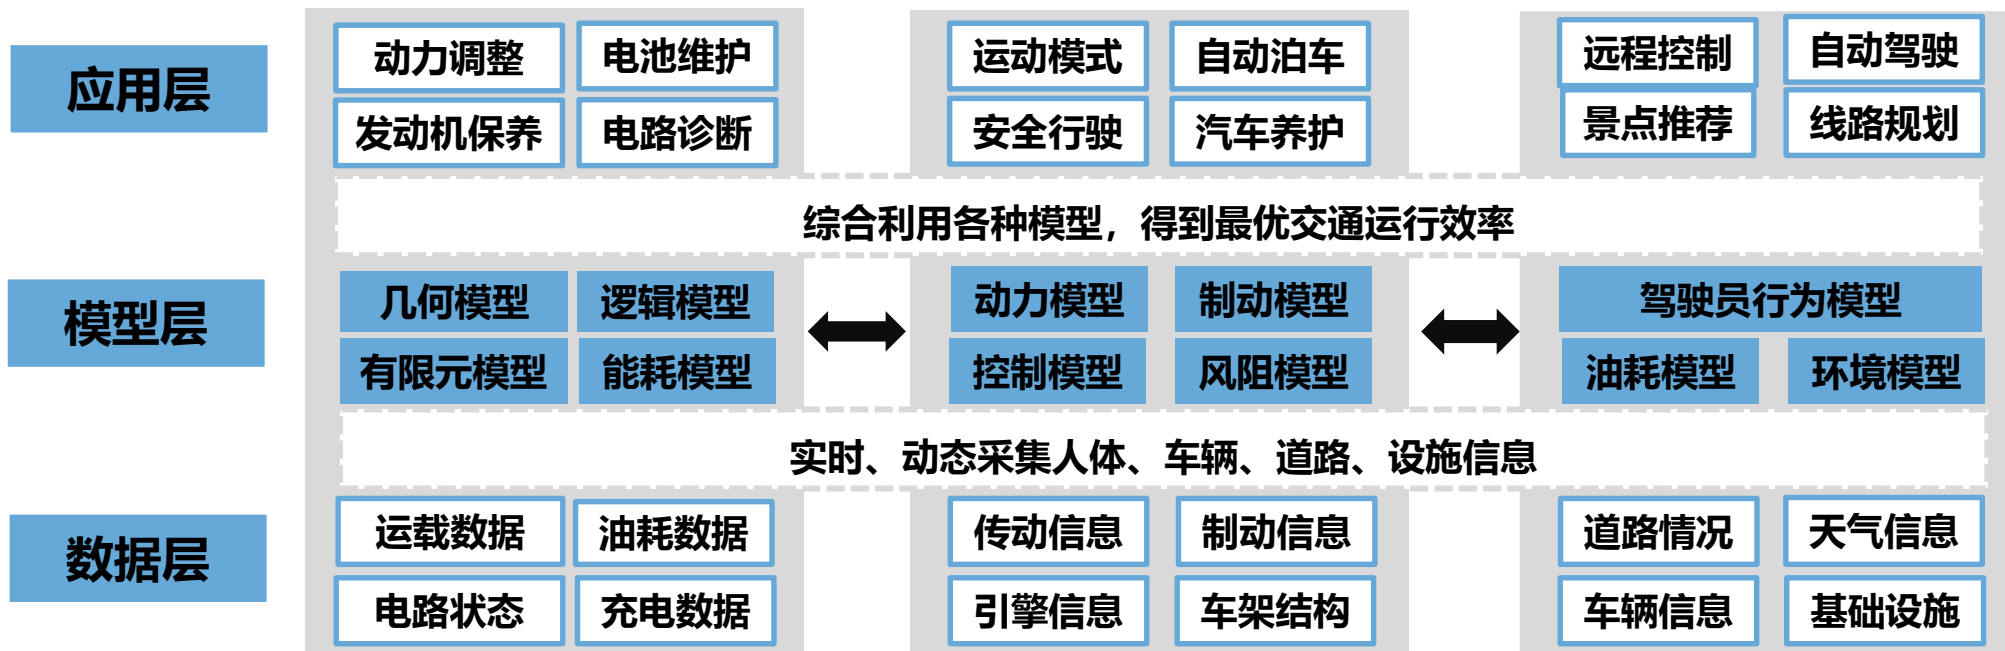 应用层
动力调整 电池维护 运动模式 自动泊车 远程控制 自动驾驶
发动机保养 电路诊断 安全行驶 汽车养护 景点推荐 线路规划
综合利用各种模型，得到最优交通运行效率
模型层
几何模型 逻辑模型 动力模型 制动模型 驾驶员行为模型
有限元模型 能耗模型 控制模型 风阻模型 油耗模型 环境模型
实时、动态采集人体、车辆、道路、设施信息
数据层
运载数据 油耗数据 传动信息 制动信息 道路情况 天气信息
电路状态 充电数据 引擎信息 车架结构 车辆信息 基础设施